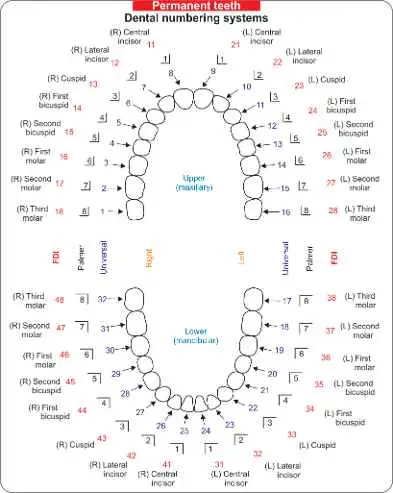 Permanent teeth
Dental numbering systems
(R) Central
incisor 11
(L) Central
21 incisor
(R) Lateral
incisor 12
22 (L) Lateral
incisor
(R) Cuspid 13
23 (L) Cuspid
(R) First
bicuspid 14
24 (L) First
bicuspid
(R) Second
bicuspid 15
25 (L) Second
bicuspid
(R) First
molar 16
26 (L) First
molar
(R) Second
molar 17
27 (L) Second
molar
(R) Third
molar 18
28 (L) Third
molar
1 1
2 2
3 3
4 4
5 5
6 6
7 7
8 8
8 9
7 10
6 11
5 12
4 13
3 14
2 15
1 16
Upper
(maxillary)
FDI Palmer Universal Right Left Universal Palmer FDI
Lower
(mancibular)
(R) Third
molar 48 8 32
17 8 38 (L) Third
molar
(R) Second
molar 47 7 31
18 7 37 (L) Second
molar
(R) First
molar 46 6 30
19 6 36 (L) First
molar
(R) Second
bicuspid 45 5 29
20 5 35 (L) Second
bicuspid
(R) First
bicuspid 44 4 28
21 4 34 (L) First
bicuspid
(R) Cuspid 43 3 27
22 3 33 (L) Cuspid
(R) Lateral
incisor 42 2 26
23 2 32 (L) Lateral
incisor
(R) Central
incisor 41 1 25
24 1 31 (L) Central
incisor